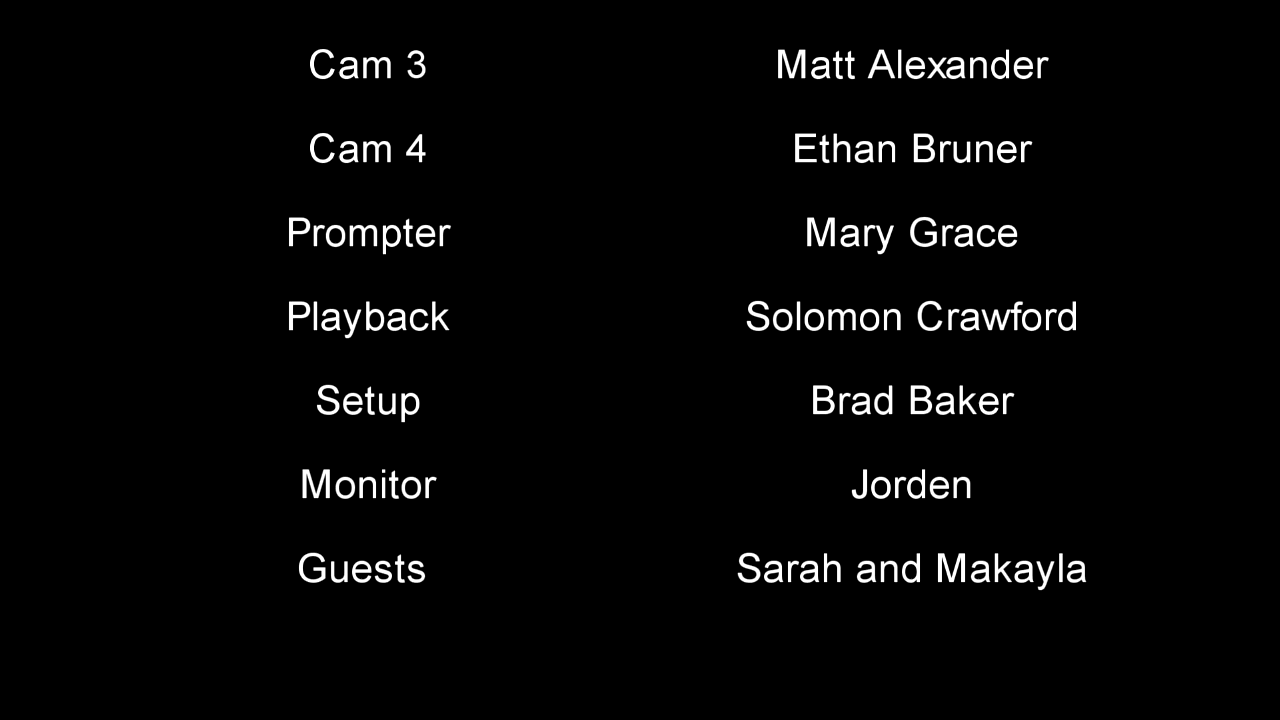 Cam 3 Matt Alexander
Cam 4 Ethan Bruner
Prompter Mary Grace
Playback Solomon Crawford
Setup Brad Baker
Monitor Jorden
Guests Sarah and Makayla